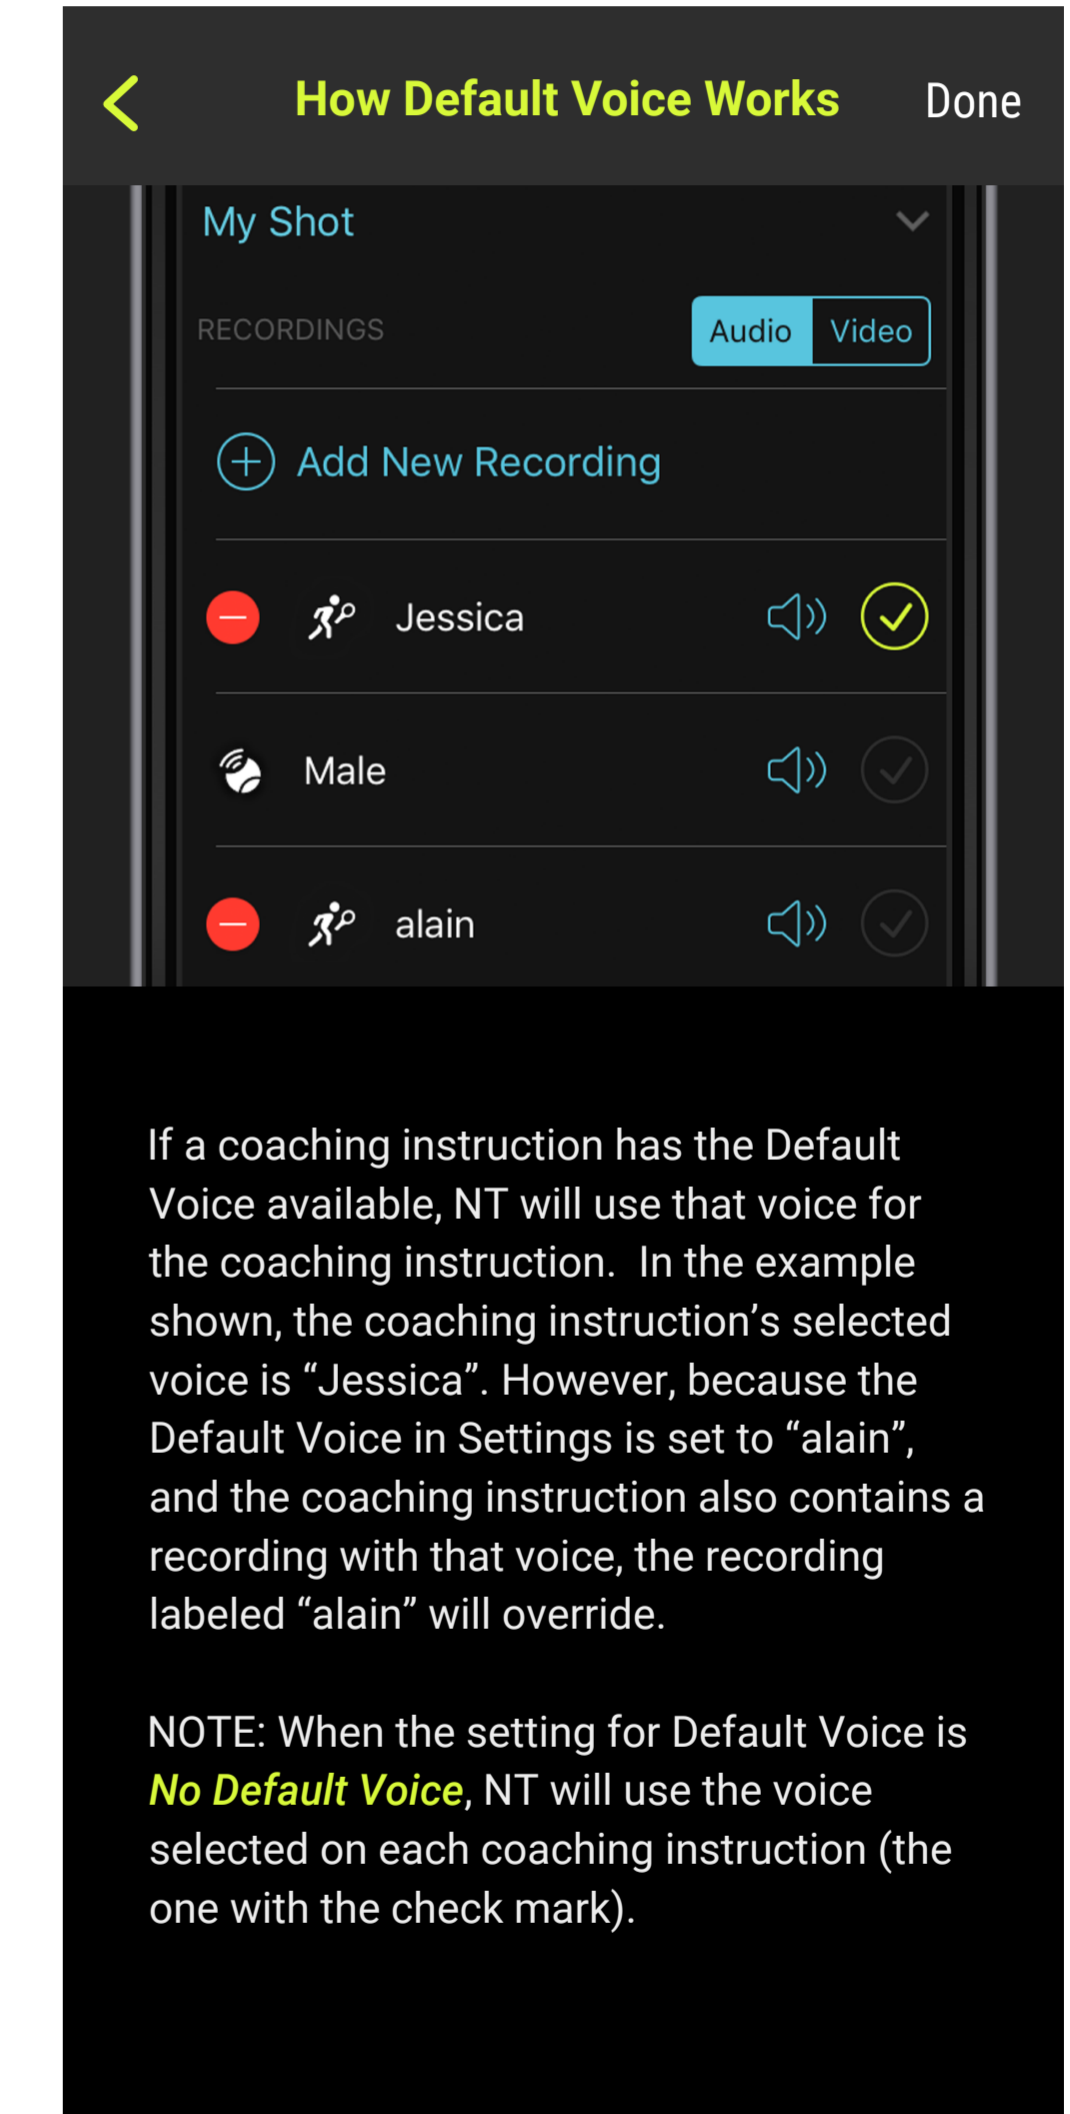 How Default Voice Works Done
My Shot
RECORDINGS Audio Video
Add New Recording
Jessica
Male
alain
If a coaching instruction has the Default
Voice available, NT will use that voice for
the coaching instruction.  In the example
shown, the coaching instruction’s selected
voice is “Jessica”. However, because the
Default Voice in Settings is set to “alain”,
and the coaching instruction also contains a
recording with that voice, the recording
labeled “alain” will override.
NOTE: When the setting for Default Voice is
No Default Voice, NT will use the voice
selected on each coaching instruction (the
one with the check mark).